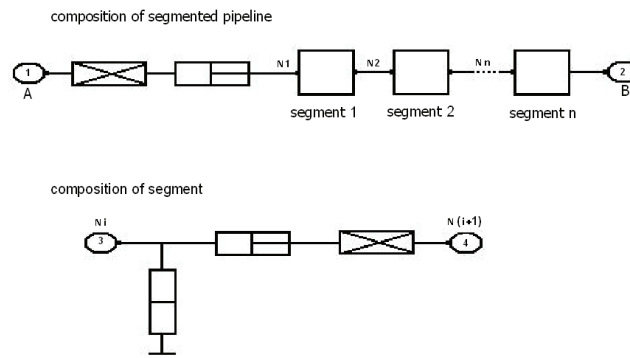 composition of segmented pipeline
1 N1 N2 Nn 2
A B
segment 1 segment 2 segment n
composition of segment
Ni N(i+1)
3 4